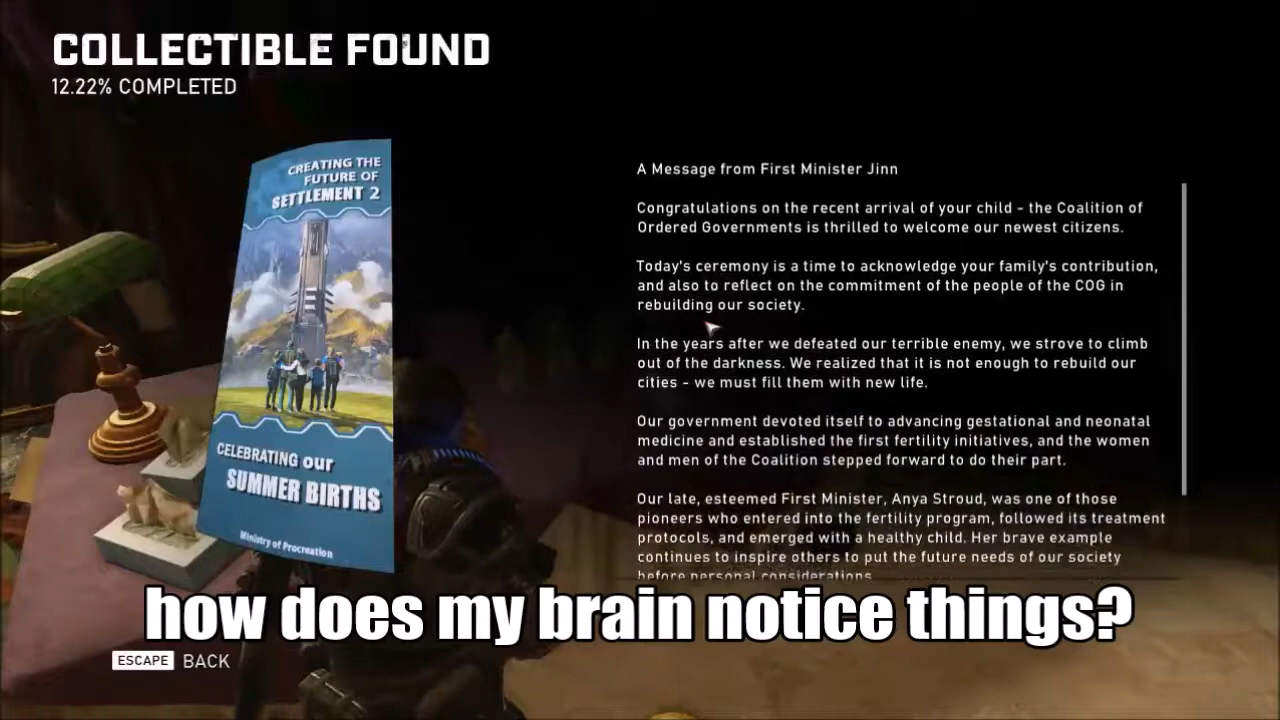 COLLECTIBLE FOUND
12.22% COMPLETED
CREATING THE
FUTURE OF
SETTLEMENT 2
CELEBRATING our
SUMMER BIRTHS
Ministry of Procreation
A Message from First Minister Jinn
Congratulations on the recent arrival of your child - the Coalition of
Ordered Governments is thrilled to welcome our newest citizens.
Today's ceremony is a time to acknowledge your family's contribution,
and also to reflect on the commitment of the people of the COG in
rebuilding our society.
In the years after we defeated our terrible enemy, we strove to climb
out of the darkness. We realized that it is not enough to rebuild our
cities - we must fill them with new life.
Our government devoted itself to advancing gestational and neonatal
medicine and established the first fertility initiatives, and the women
and men of the Coalition stepped forward to do their part.
Our late, esteemed First Minister, Anya Stroud, was one of those
pioneers who entered into the fertility program, followed its treatment
protocols, and emerged with a healthy child. Her brave example
continues to inspire others to put the future needs of our society
before personal considerations.
how does my brain notice things?
ESCAPE BACK